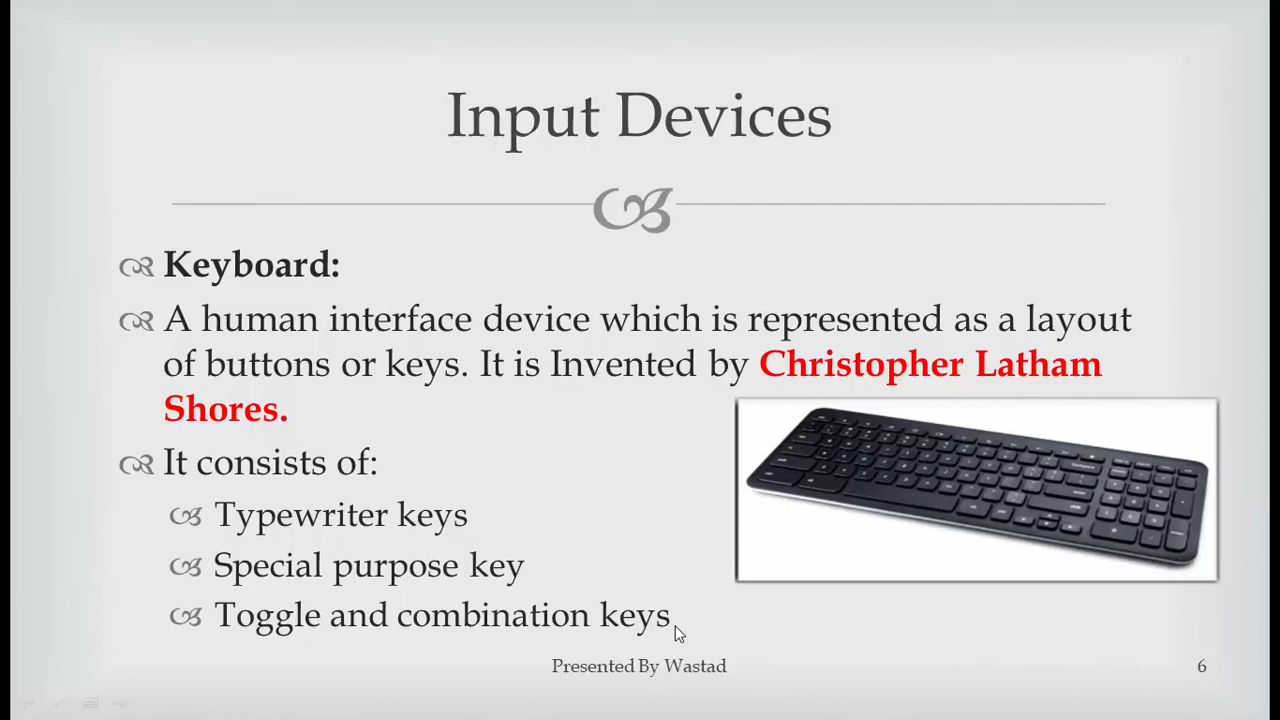 Input Devices
Keyboard:
A human interface device which is represented as a layout
of buttons or keys. It is Invented by Christopher Latham
Shores.
It consists of:
Typewriter keys
Special purpose key
Toggle and combination keys
Presented By Wastad
6